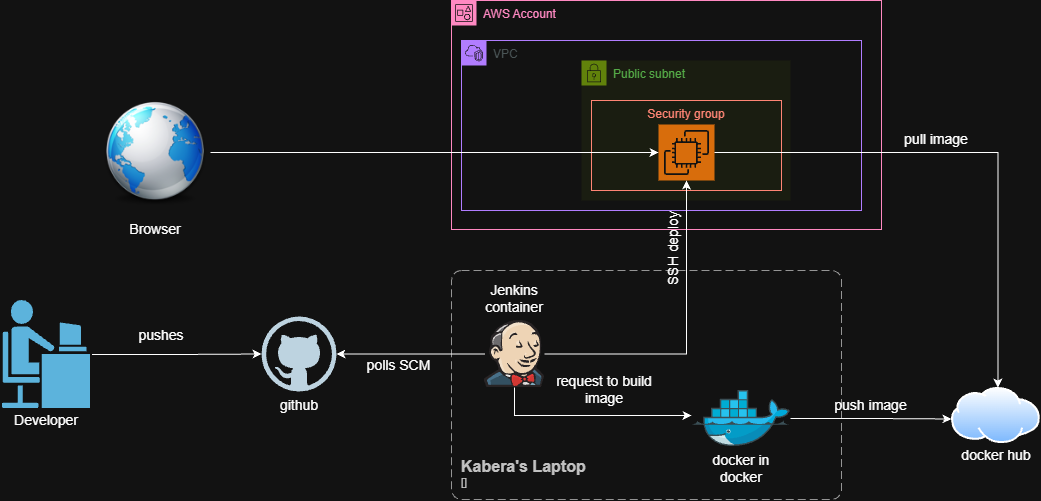 AWS Account
VPC
Public subnet
Security group
pull image
Browser
SSH deploy
Jenkins
container
pushes
polls SCM
github
Developer
request to build
image
push image
docker in
docker
docker hub
Kabera's Laptop
[]